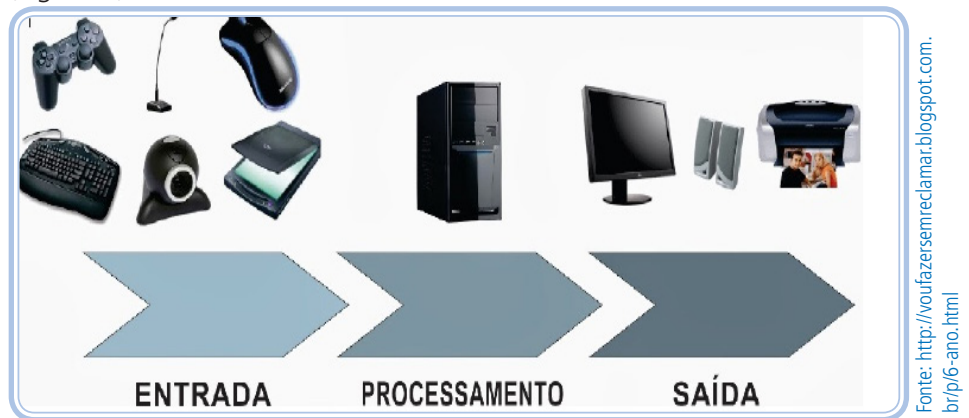 ENTRADA
PROCESSAMENTO
SAÍDA
Fonte: http://voufazersemreclamar.blogspot.com.
br/p/6-ano.html